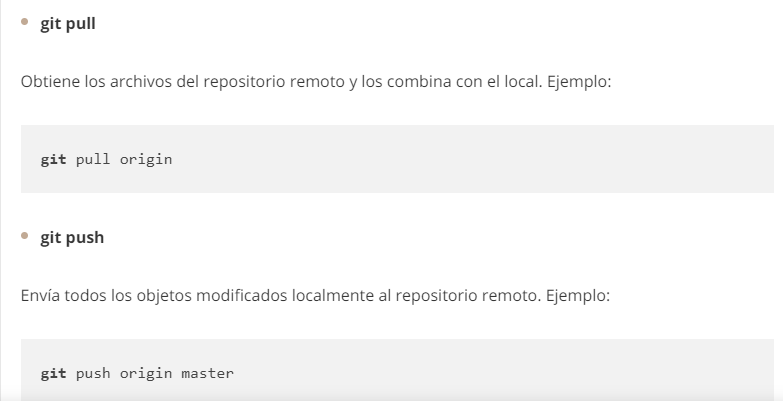 git pull
Obtiene los archivos del repositorio remoto y los combina con el local. Ejemplo:
git pull origin
git push
Envía todos los objetos modificados localmente al repositorio remoto. Ejemplo:
git push origin master